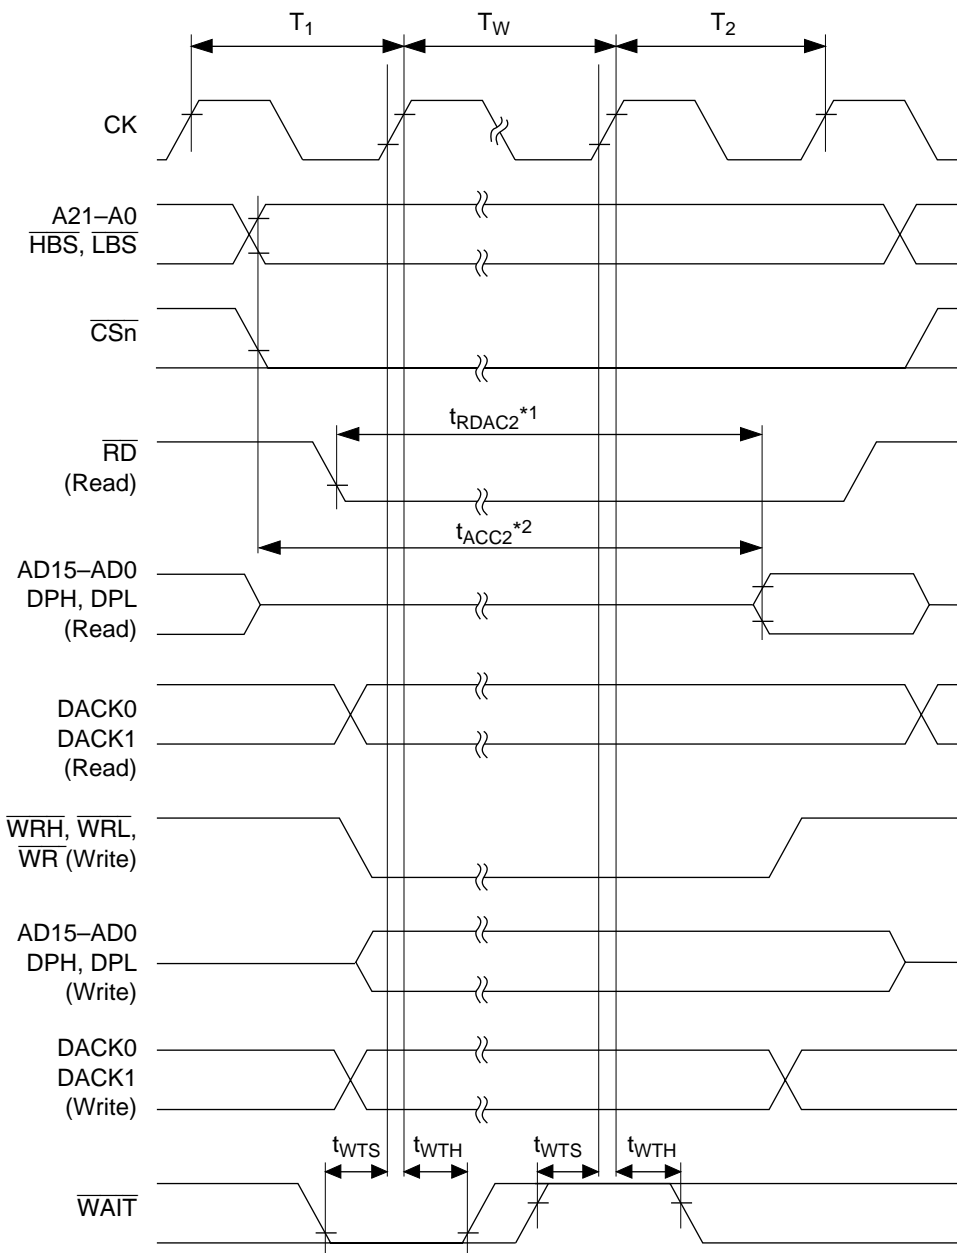 T1 TW T2
CK
A21–A0
HBS, LBS
CSn
tRDAC2*1
RD
(Read)
tACC2*2
AD15–AD0
DPH, DPL
(Read)
DACK0
DACK1
(Read)
WRH, WRL,
WR (Write)
AD15–AD0
DPH, DPL
(Write)
DACK0
DACK1
(Write)
tWTS tWTH tWTS tWTH
WAIT